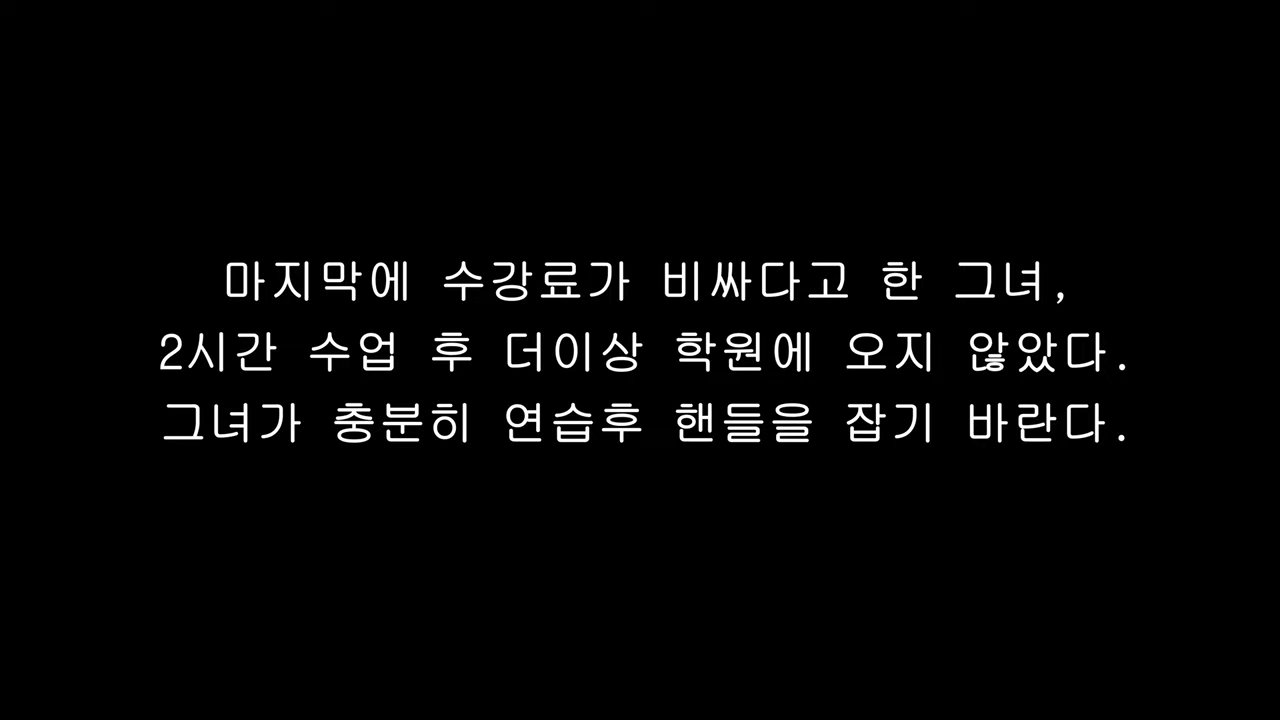 마지막에 수강료가 비싸다고 한 그녀,
2시간 수업 후 더이상 학원에 오지 않았다.
그녀가 충분히 연습후 핸들을 잡기 바란다.